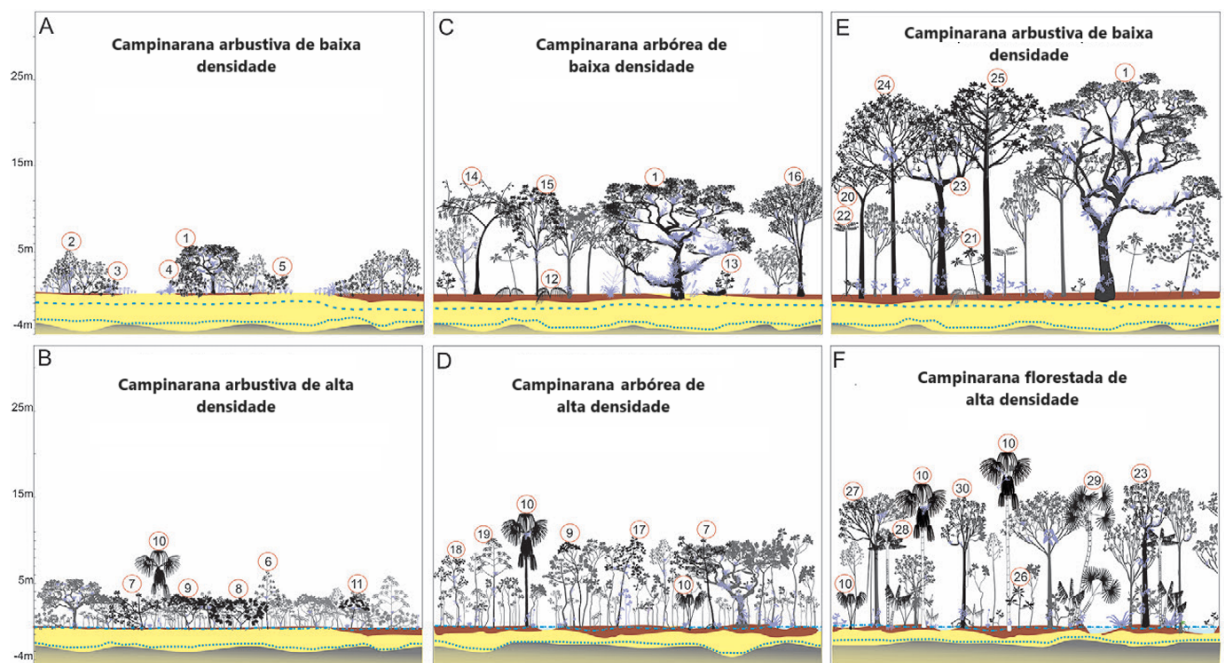 A
Campinarana arbustiva de baixa
densidade
25m
15m
5m
-4m
2
1
3
4
5
C
Campinarana arbórea de
baixa densidade
14
15
1
16
12
13
E
Campinarana arbustiva de baixa
densidade
24
25
1
20
23
22
21
B
Campinarana arbustiva de alta
densidade
25m
15m
5m
-4m
10
7
9
8
6
11
D
Campinarana arbórea de
alta densidade
10
18
19
9
17
7
10
F
Campinarana florestada de
alta densidade
10
10
27
30
29
23
28
10
26